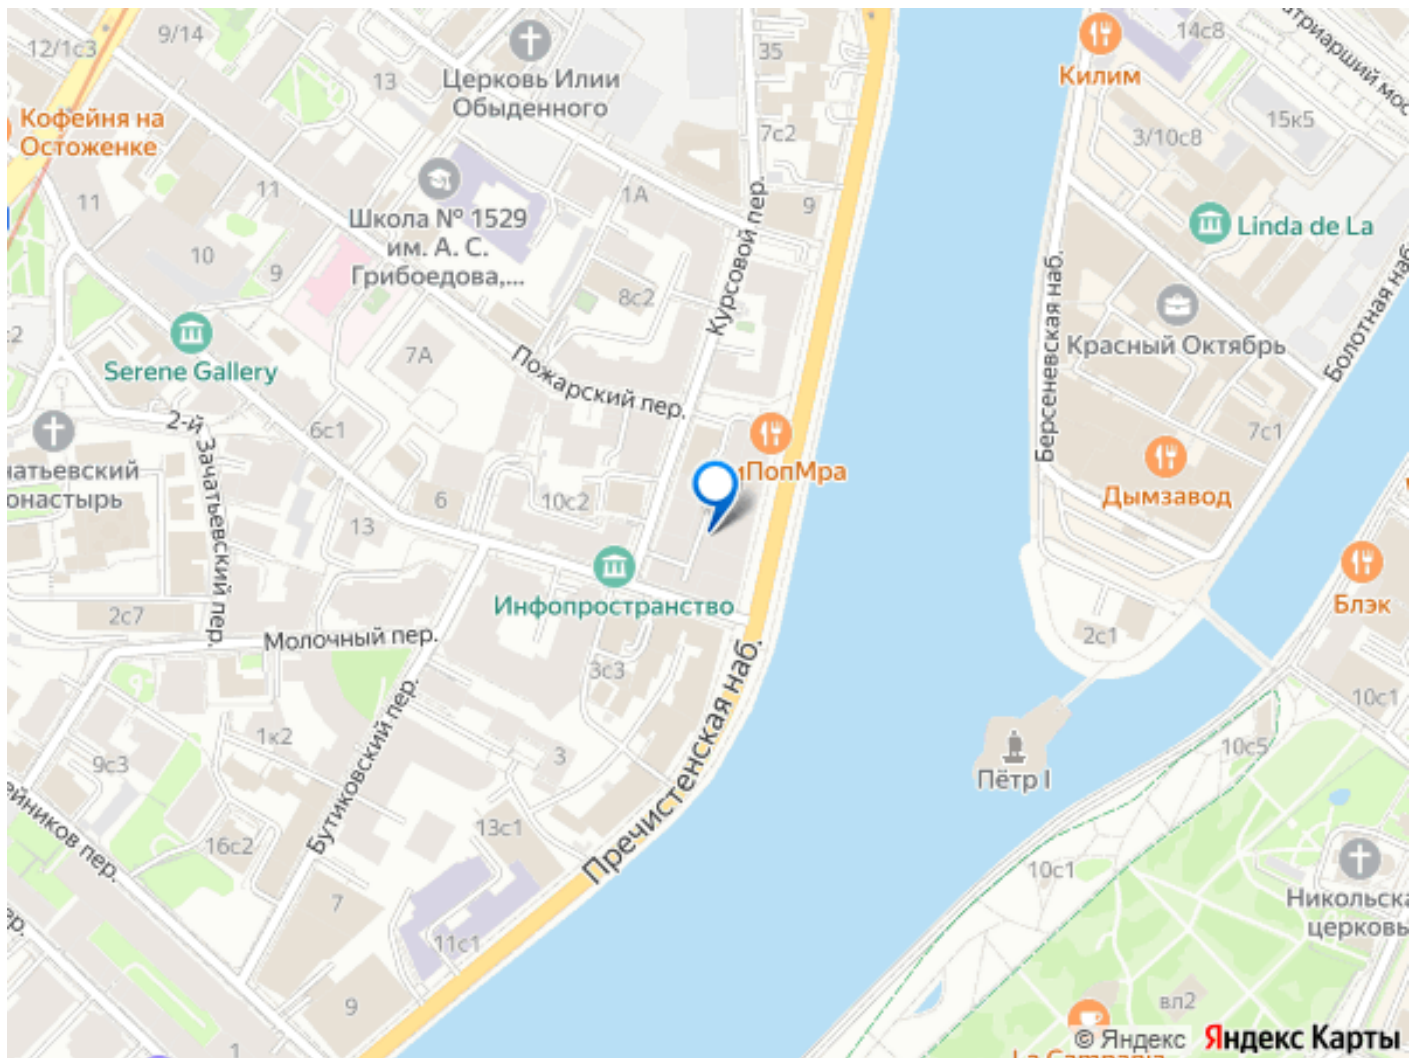 12/1с3
9/14
13
Церковь Илии
Обыденного
35
7с2
Килим
14с8
3/10с8
15к5
Кофейня на
Остоженке
11
11
Школа № 1529
им. А. С.
Грибоедова,...
1А
9
Курсовой пер.
Linda de La
10
9
8с2
7А
Пожарский пер.
Берсеневская наб.
Красный Октябрь
Болотная наб.
Serene Gallery
2-й Зачатьевский пер.
6с1
7с1
Дымзавод
6
10с2
13
Инфопространство
Блэк
2с7
Молочный пер.
2с1
3с3
10с1
1к2
9с3
3
Бутиковский пер.
Пречистенская наб.
Пётр I
10с5
16с2
13с1
10с1
7
11с1
9
вл2
1
© Яндекс Яндекс Карты